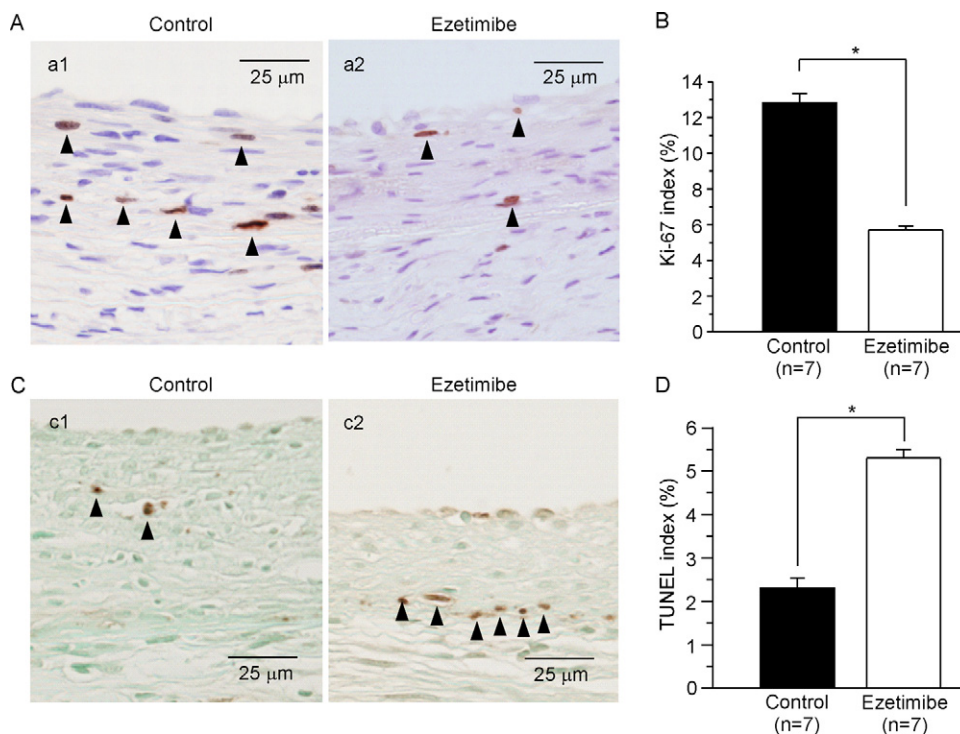 A
Control
Ezetimibe
a1
25 μm
a2
25 μm
B
*
Ki-67 index (%)
14
12
10
8
6
4
2
0
Control
(n=7)
Ezetimibe
(n=7)
C
Control
Ezetimibe
c1
25 μm
c2
25 μm
D
*
TUNEL index (%)
6
5
4
3
2
1
0
Control
(n=7)
Ezetimibe
(n=7)